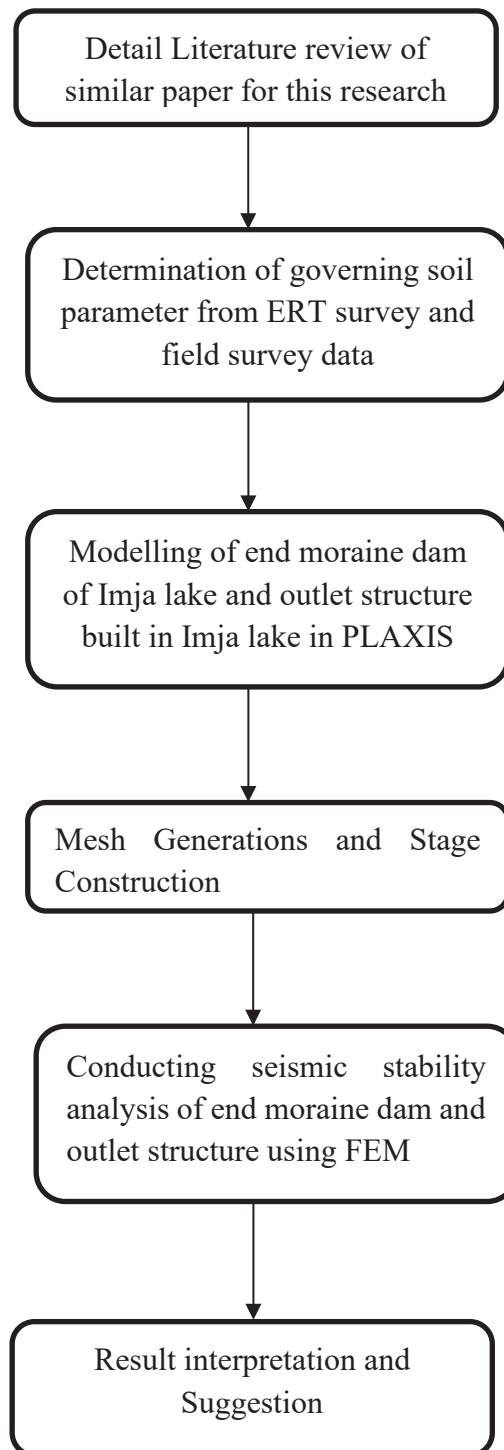 Detail Literature review of
similar paper for this research
Determination of governing soil
parameter from ERT survey and
field survey data
Modelling of end moraine dam
of Imja lake and outlet structure
built in Imja lake in PLAXIS
Mesh Generations and Stage
Construction
Conducting seismic stability
analysis of end moraine dam and
outlet structure using FEM
Result interpretation and
Suggestion